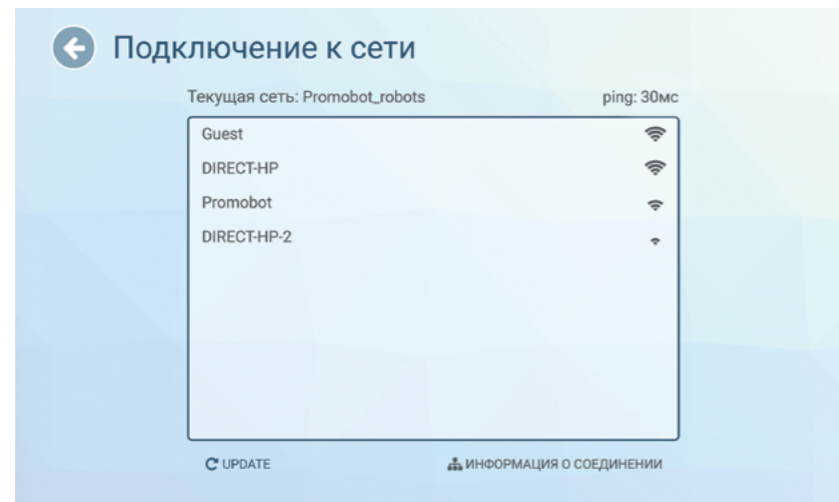 Подключение к сети
Текущая сеть: Promobot_robots ping: 30мс
Guest
DIRECT-HP
Promobot
DIRECT-HP-2
UPDATE ИНФОРМАЦИЯ О СОЕДИНЕНИИ